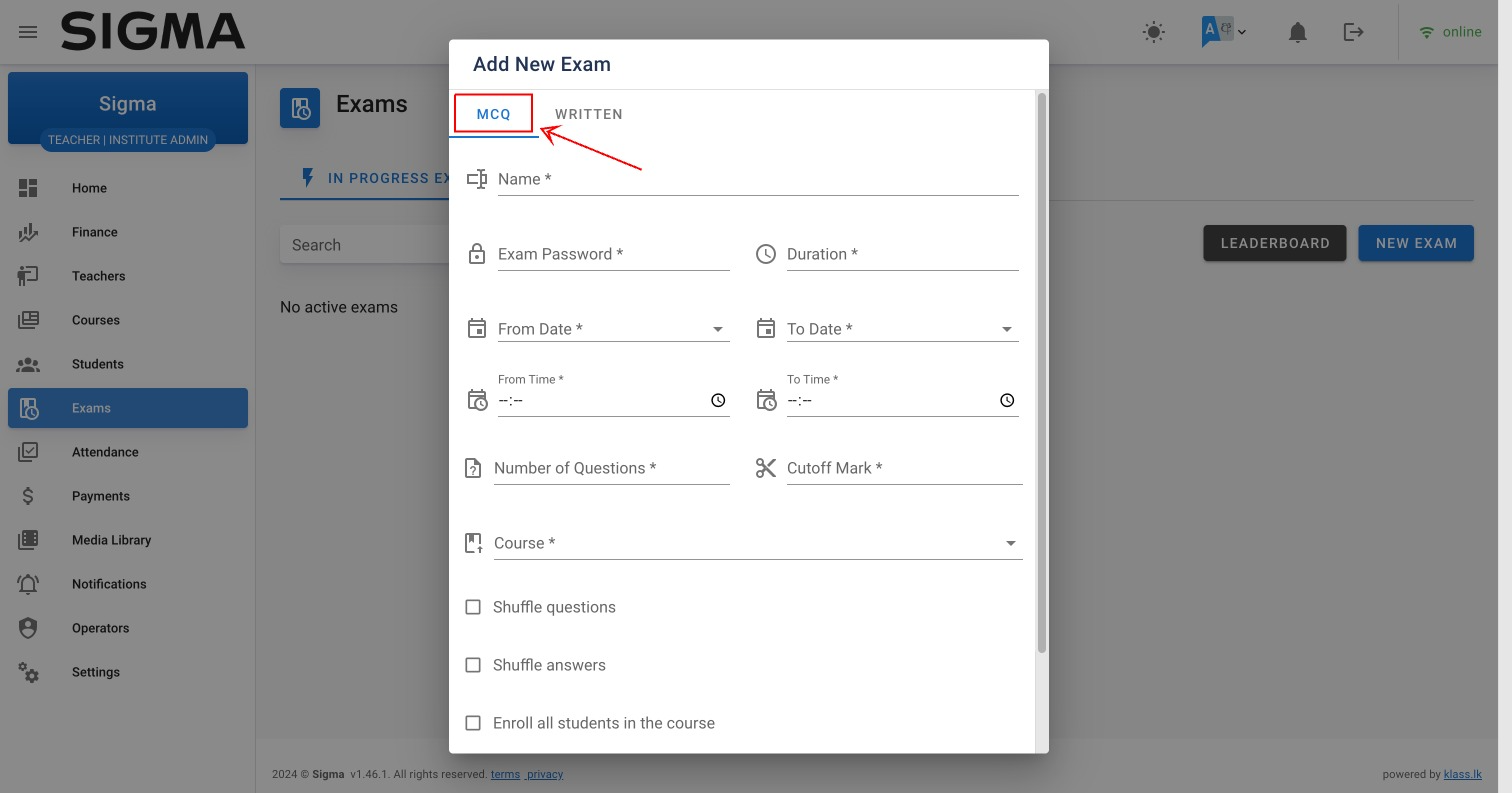 SIGMA
online
Sigma
TEACHER | INSTITUTE ADMIN
Home
Finance
Teachers
Courses
Students
Exams
Attendance
Payments
Media Library
Notifications
Operators
Settings
Exams
IN PROGRESS EX
Search
LEADERBOARD
NEW EXAM
No active exams
Add New Exam
MCQ
WRITTEN
Name *
Exam Password *
Duration *
From Date *
To Date *
From Time *
--:--
To Time *
--:--
Number of Questions *
Cutoff Mark *
Course *
Shuffle questions
Shuffle answers
Enroll all students in the course
2024 © Sigma v1.46.1. All rights reserved. terms privacy
powered by klass.lk